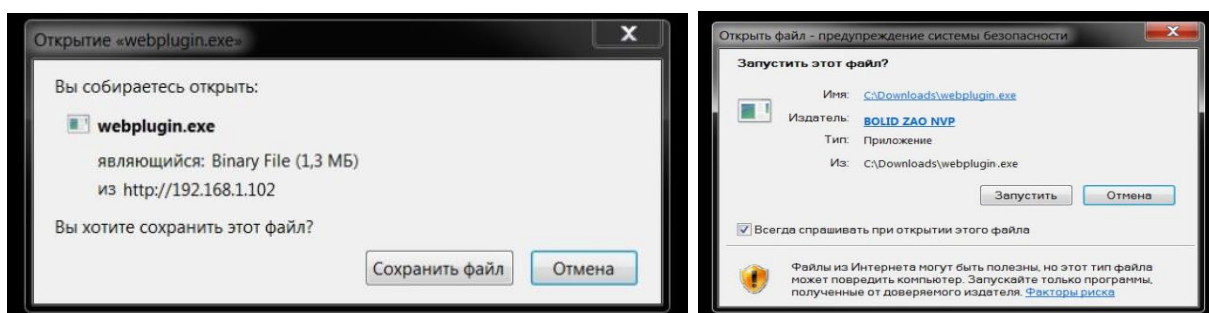 Открытие «webplugin.exe»
Вы собираетесь открыть:
webplugin.exe
являющийся: Binary File (1,3 МБ)
из http://192.168.1.102
Вы хотите сохранить этот файл?
Сохранить файл
Отмена
Открыть файл - предупреждение системы безопасности
Запустить этот файл?
Имя: C:\Downloads\webplugin.exe
Издатель: BOLID ZAO NVP
Тип: Приложение
Из: C:\Downloads\webplugin.exe
Запустить
Отмена
Всегда спрашивать при открытии этого файла
Файлы из Интернета могут быть полезны, но этот тип файла
может повредить компьютер. Запускайте только программы,
полученные от доверяемого издателя. Факторы риска